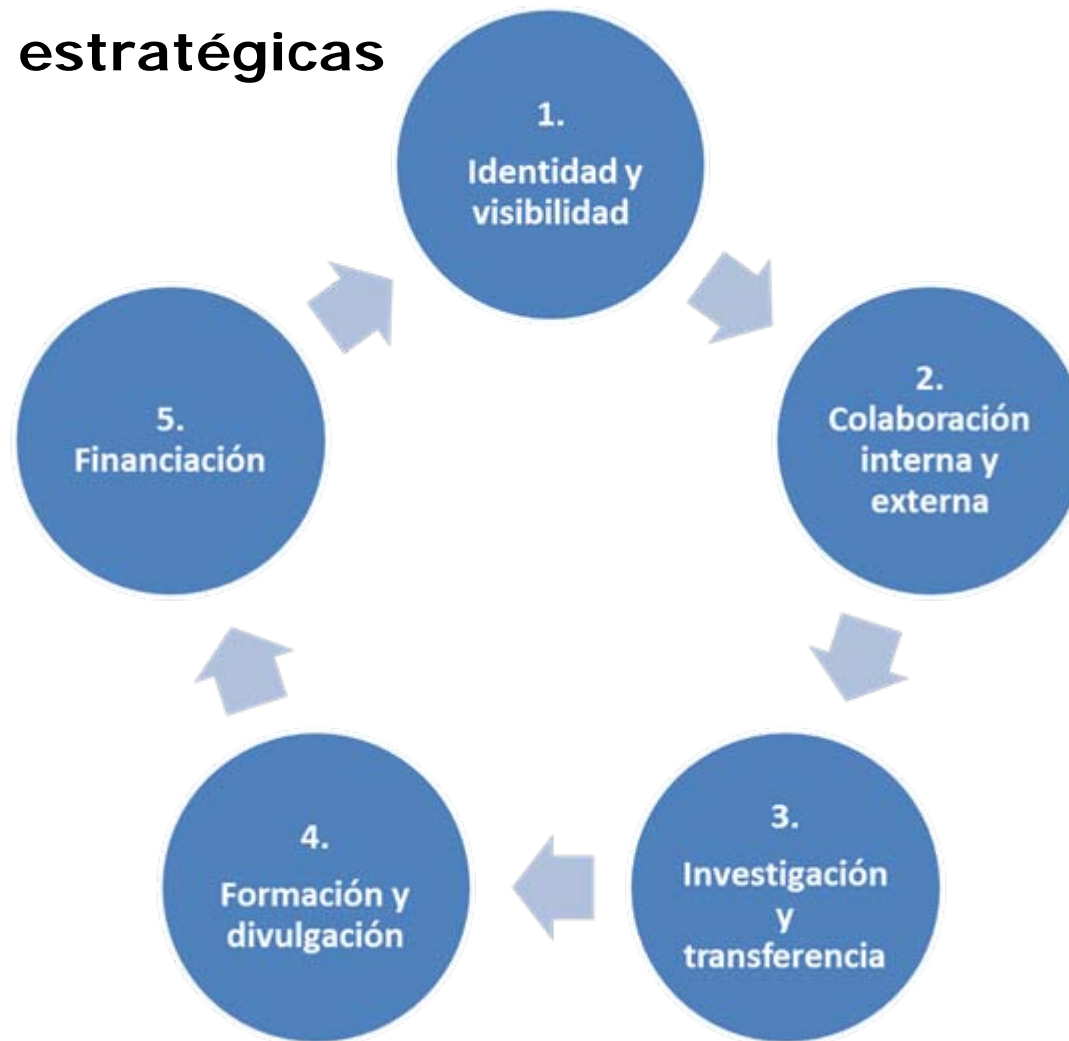 estratégicas
1.
Identidad y
visibilidad
2.
Colaboración
interna y
externa
3.
Investigación
y
transferencia
4.
Formación y
divulgación
5.
Financiación